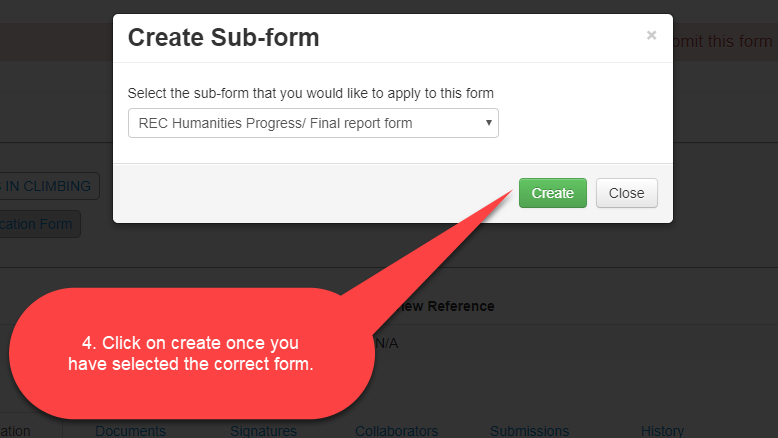 Create Sub-form
×
mit this form
Select the sub-form that you would like to apply to this form
REC Humanities Progress/ Final report form
IN CLIMBING
Create
Close
cation Form
ew Reference
4. Click on create once you
have selected the correct form.
N/A
ation
Documents
Signatures
Collaborators
Submissions
History